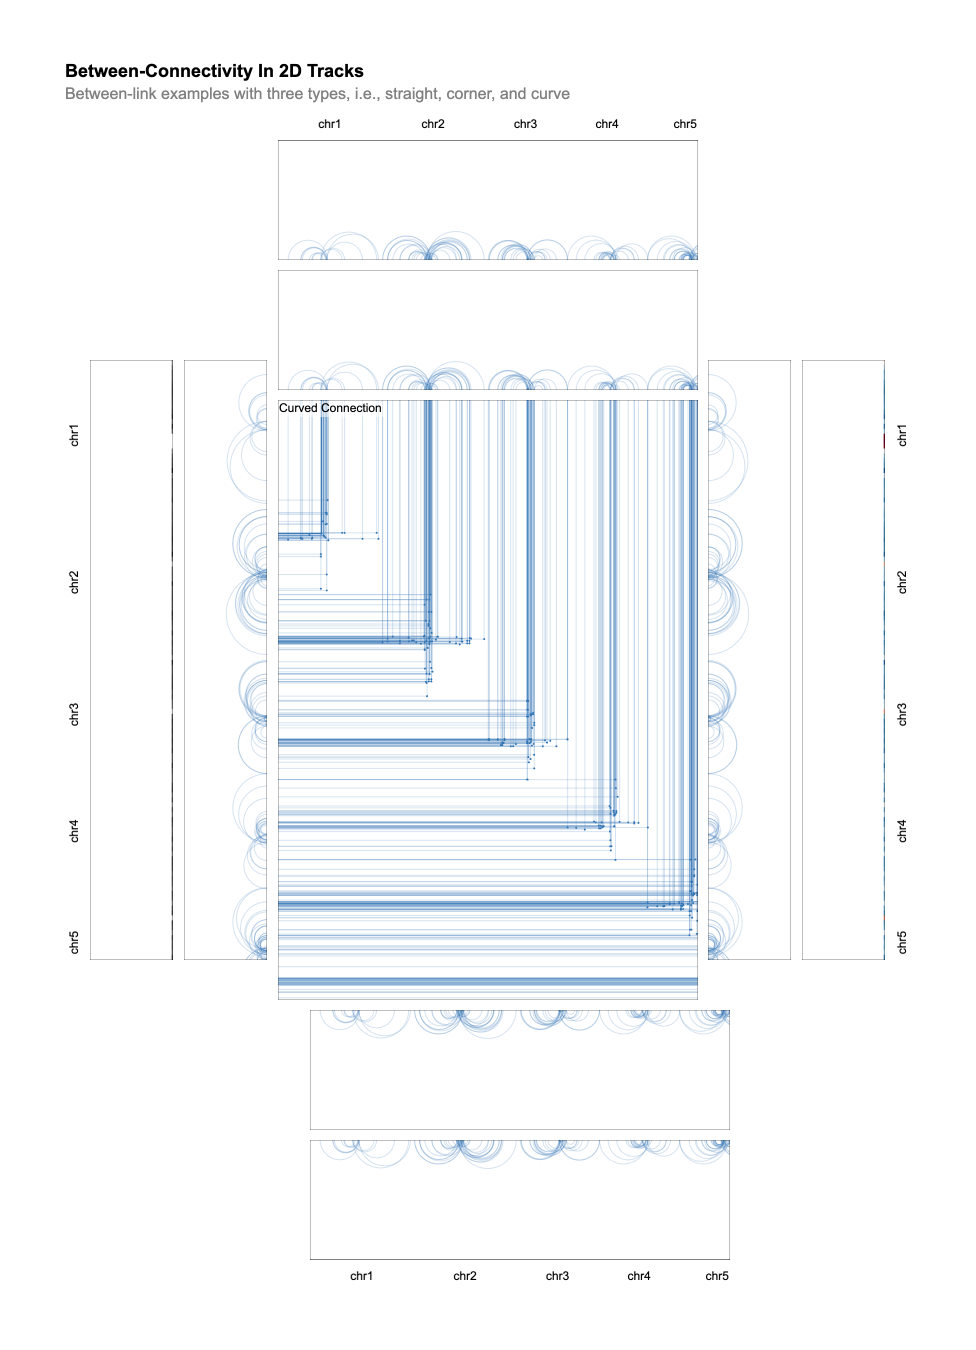 Between-Connectivity In 2D Tracks
Between-link examples with three types, i.e., straight, corner, and curve
chr1 chr2 chr3 chr4 chr5
Curved Connection
chr1
chr2
chr3
chr4
chr5
chr1
chr2
chr3
chr4
chr5
chr1 chr2 chr3 chr4 chr5